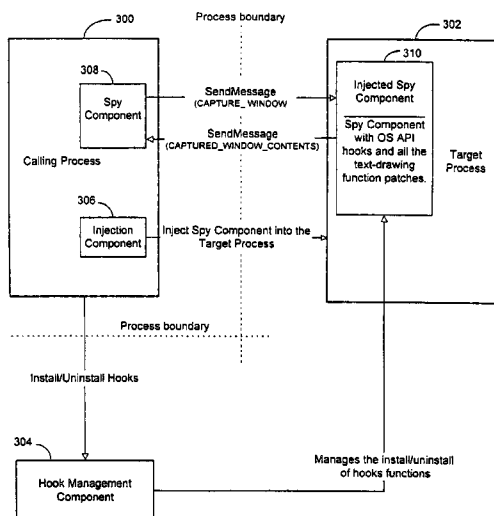 Process boundary
300
302
308
310
Spy
Component
SendMessage
(CAPTURE_ WINDOW
SendMessage
(CAPTURED_WINDOW_CONTENTS)
Injected Spy
Component
Spy Component
with OS API
hooks and all the
text-drawing
function patches.
Calling Process
Target
Process
306
Injection
Component
Inject Spy Component into the
Target Process
Process boundary
Install/Uninstall Hooks
304
Hook Management
Component
Manages the install/uninstall
of hooks functions